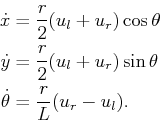 ẋ = r/2 (u_l + u_r) cos θ
ẏ = r/2 (u_l + u_r) sin θ
θ̇ = r/L (u_r − u_l).